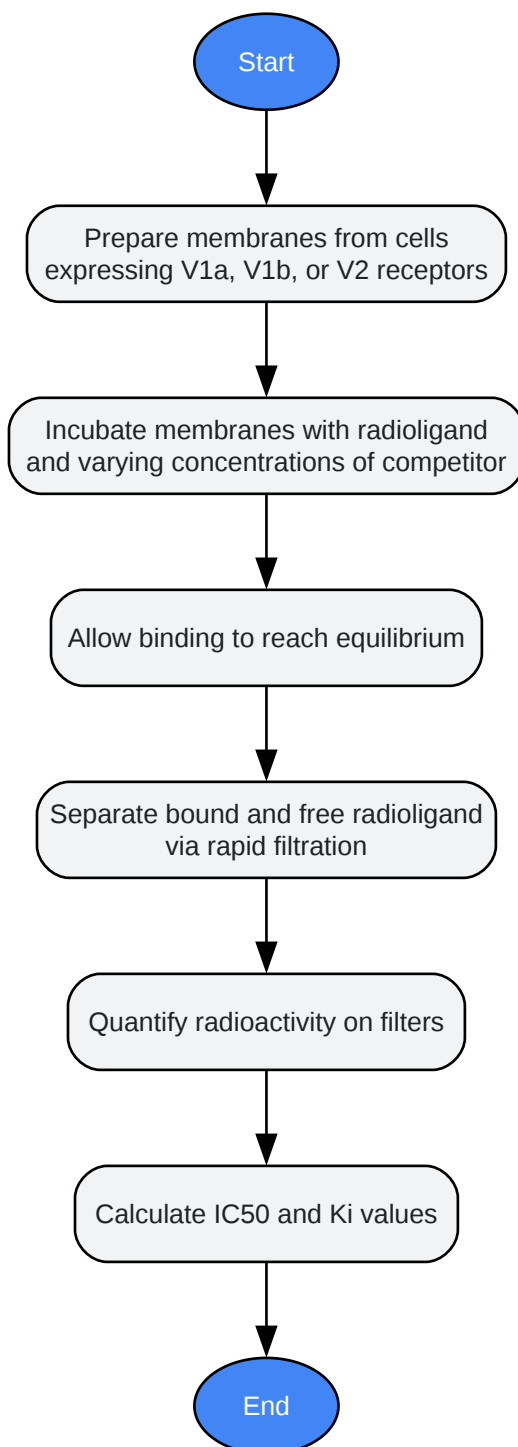 Start
Prepare membranes from cells
expressing V1a, V1b, or V2 receptors
Incubate membranes with radioligand
and varying concentrations of competitor
Allow binding to reach equilibrium
Separate bound and free radioligand
via rapid filtration
Quantify radioactivity on filters
Calculate IC50 and Ki values
End